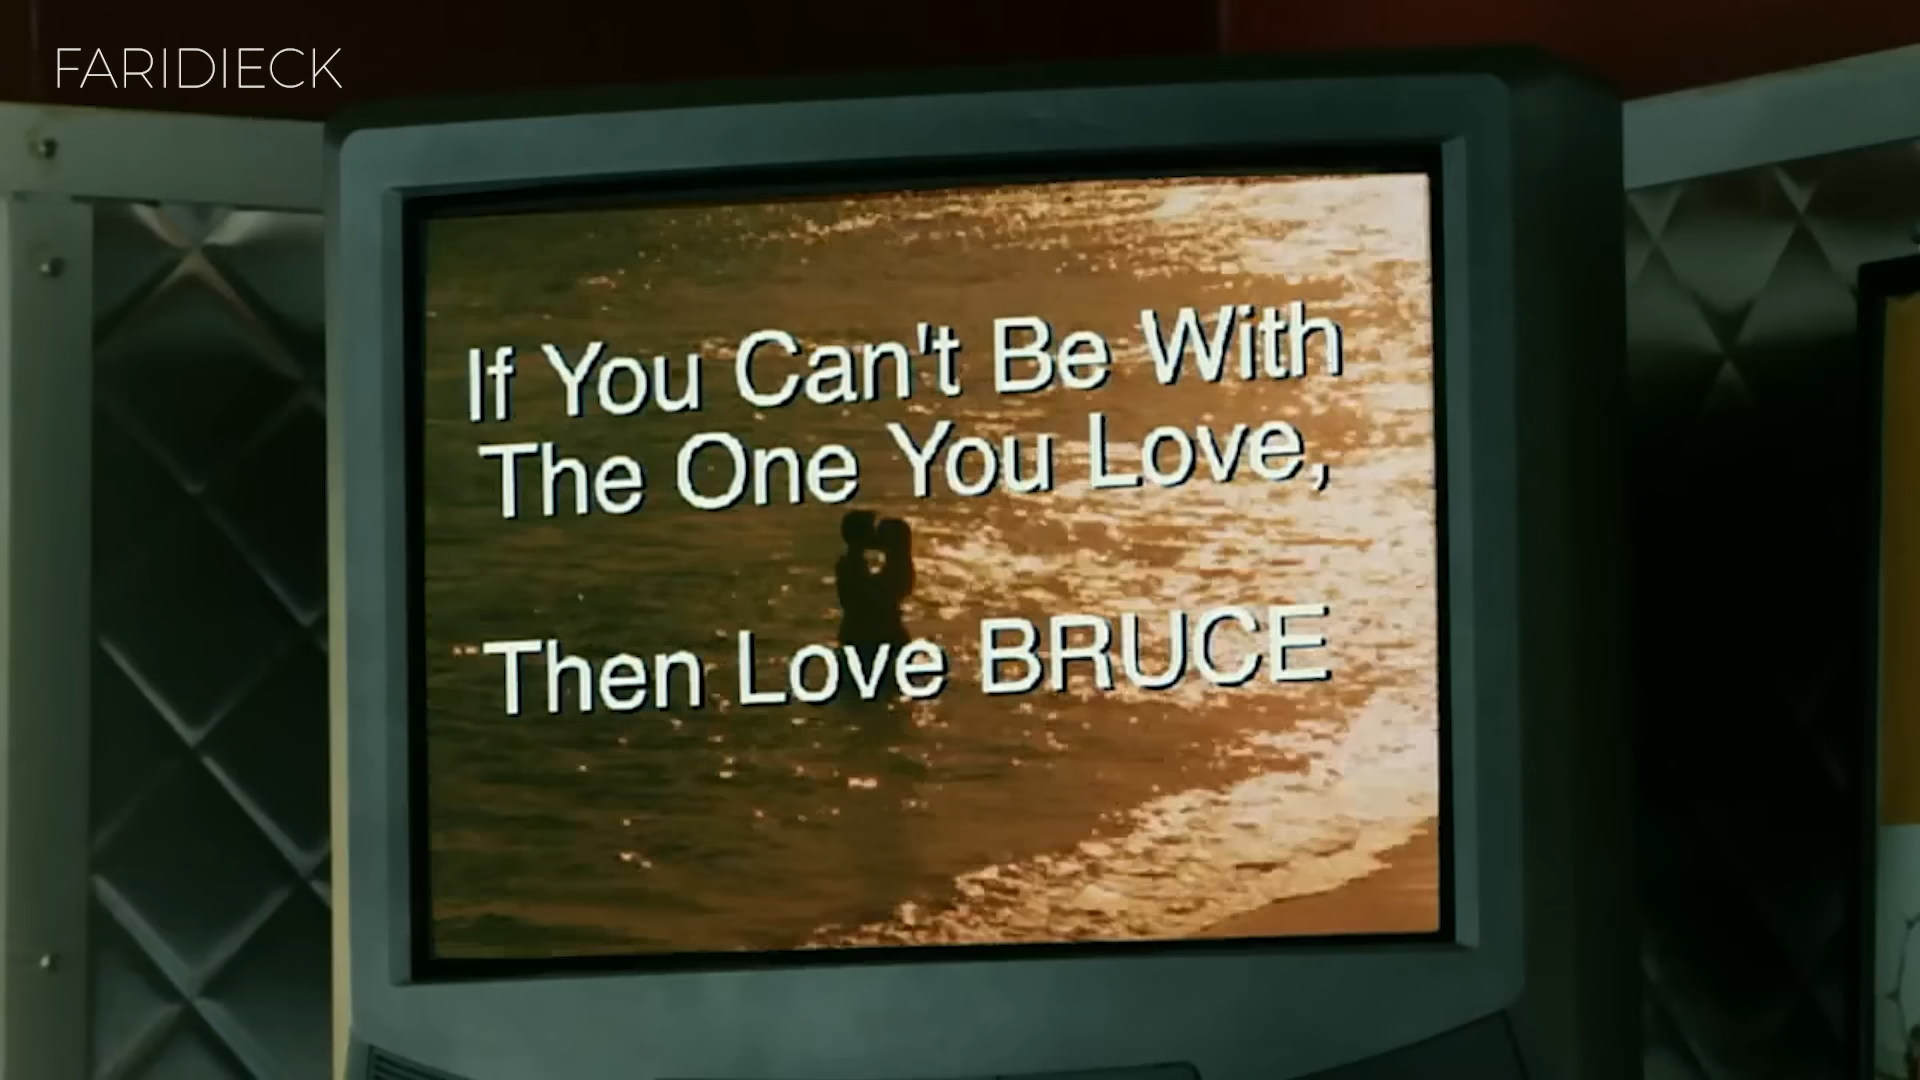 FARIDIECK
If You Can't Be With
The One You Love,
Then Love BRUCE